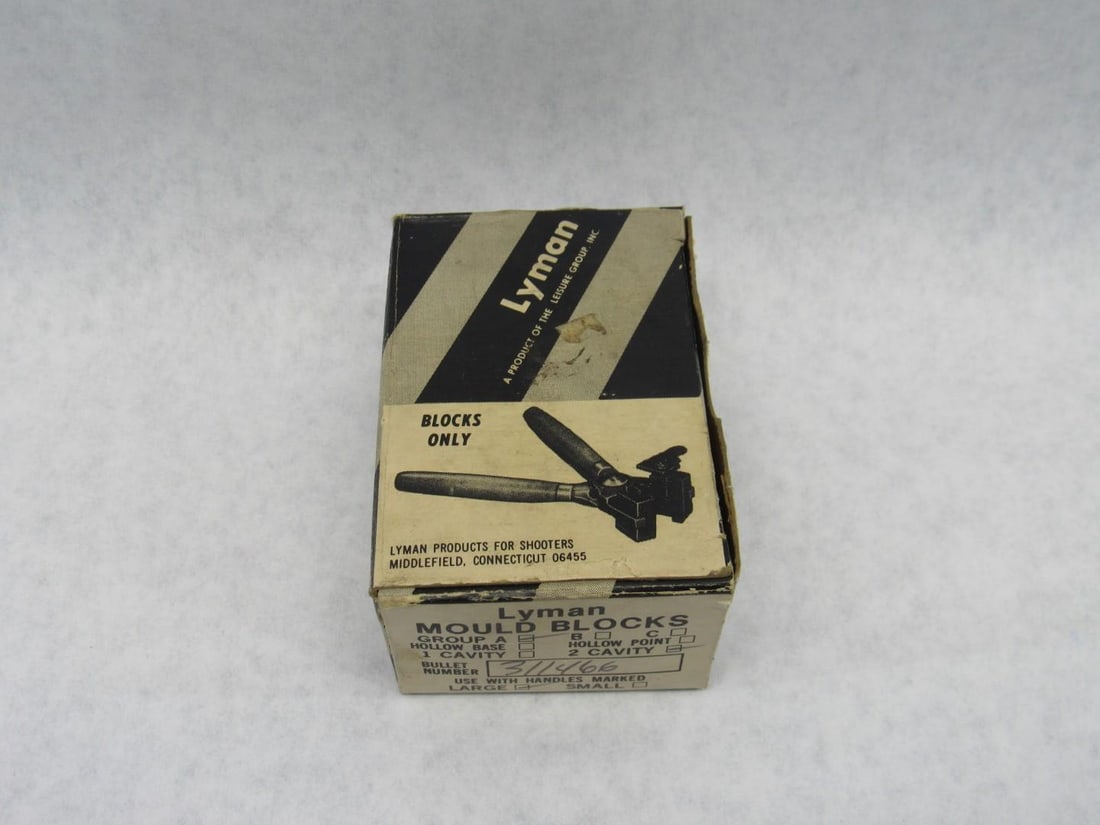 Lyman
A PRODUCT OF THE LEISURE GROUP, INC.
BLOCKS
ONLY
LYMAN PRODUCTS FOR SHOOTERS
MIDDLEFIELD, CONNECTICUT 06455
Lyman
MOULD BLOCKS
GROUP A B C
HOLLOW BASE HOLLOW POINT
1 CAVITY 2 CAVITY
BULLET NUMBER 311466
USE WITH HANDLES MARKED
LARGE SMALL